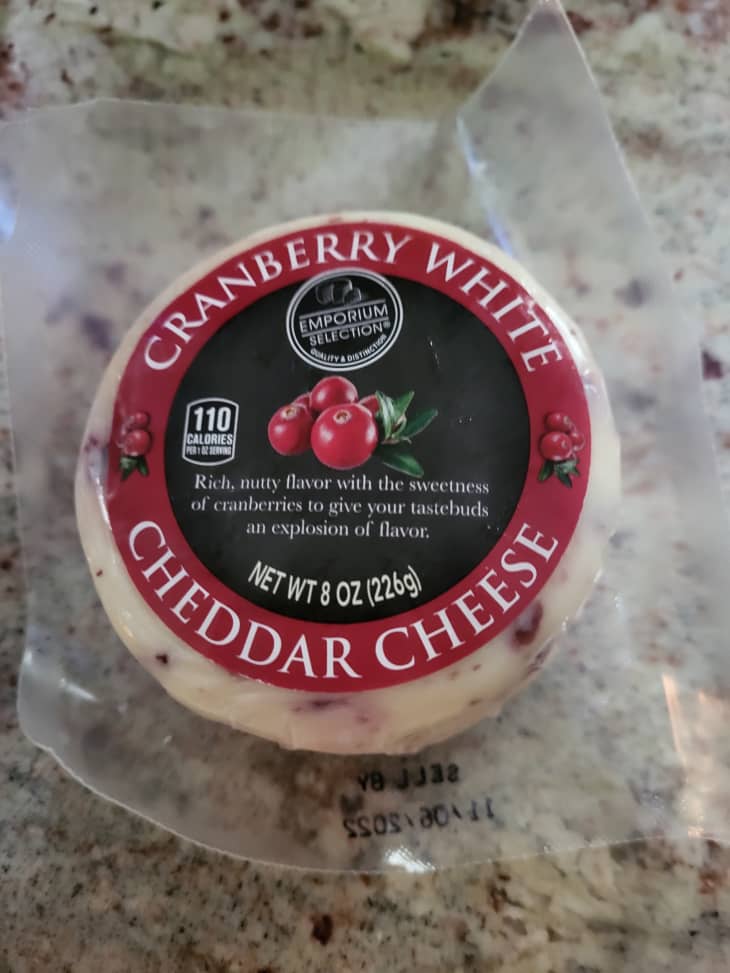 CRANBERRY WHITE
EMPORIUM
SELECTION®
QUALITY & DISTINCTION
110
CALORIES
PER 1 OZ SERVING
Rich, nutty flavor with the sweetness
of cranberries to give your tastebuds
an explosion of flavor.
NET WT 8 OZ (226g)
CHEDDAR CHEESE
SELL BY
11/06/2022